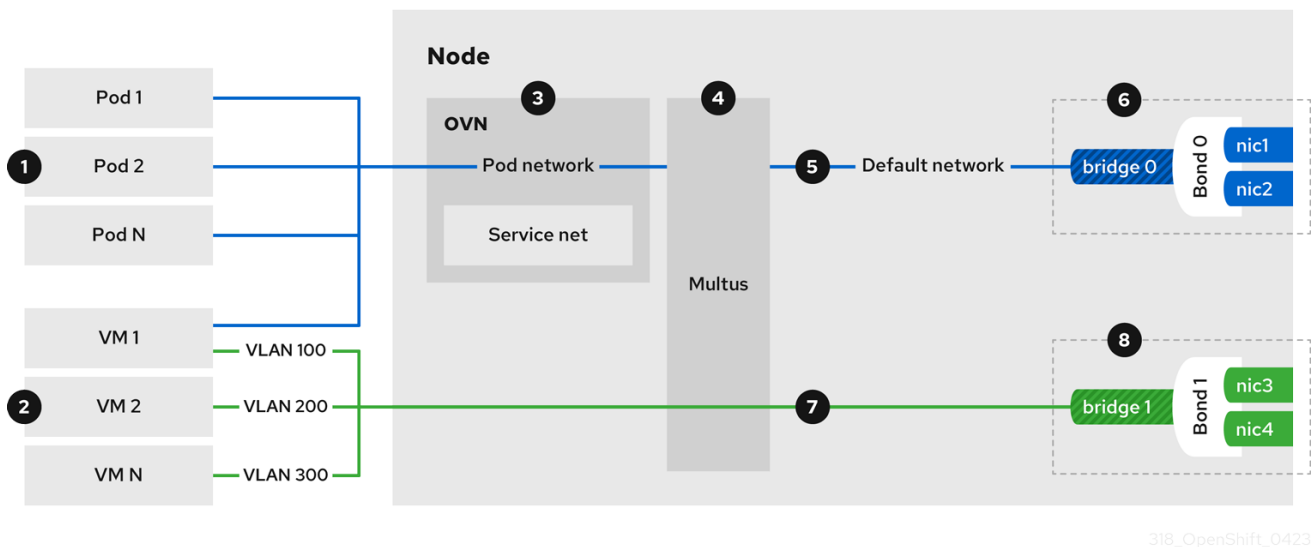 Node
3
4
6
Pod 1
OVN
nic1
1
Pod 2
Pod network
5
Default network
bridge 0
Bond 0
nic2
Pod N
Service net
Multus
VM 1
8
VLAN 100
nic3
2
VM 2
VLAN 200
7
bridge 1
Bond 1
nic4
VM N
VLAN 300
318_OpenShift_0423